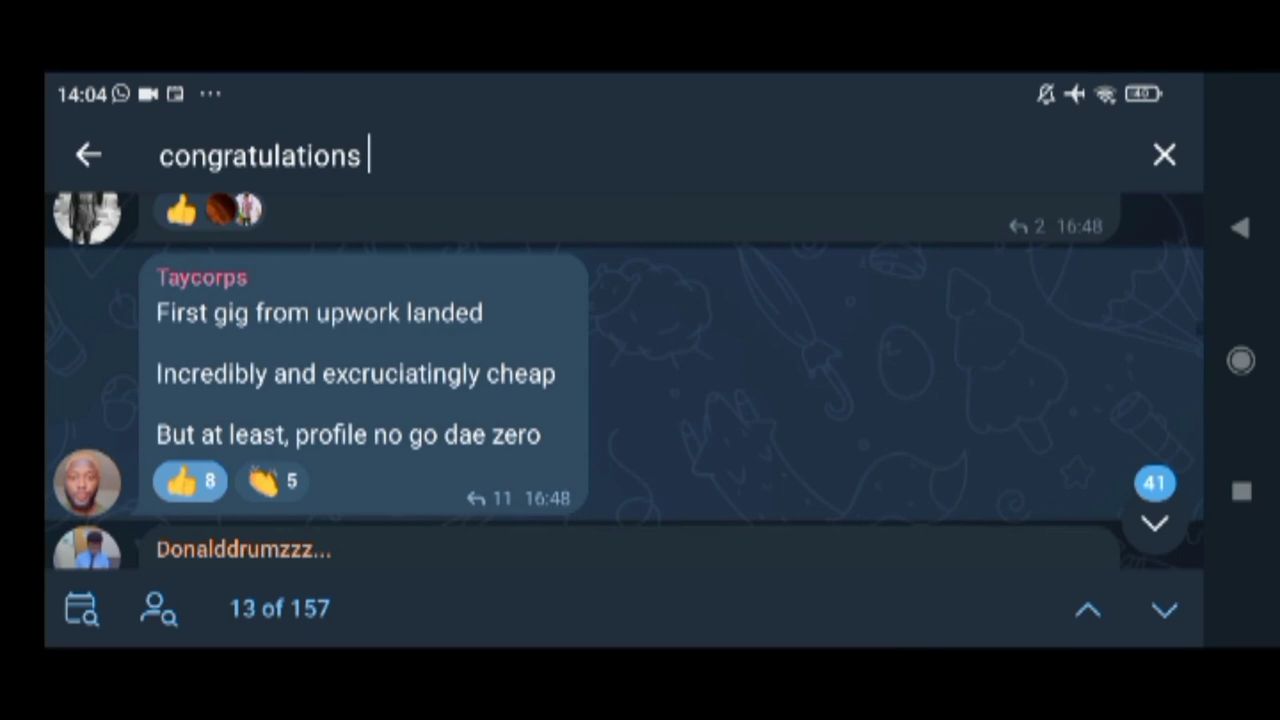 14:04 ...
40
congratulations
2 16:48
Taycorps
First gig from upwork landed
Incredibly and excruciatingly cheap
But at least, profile no go dae zero
8 5
11 16:48
41
Donalddrumzzz...
13 of 157